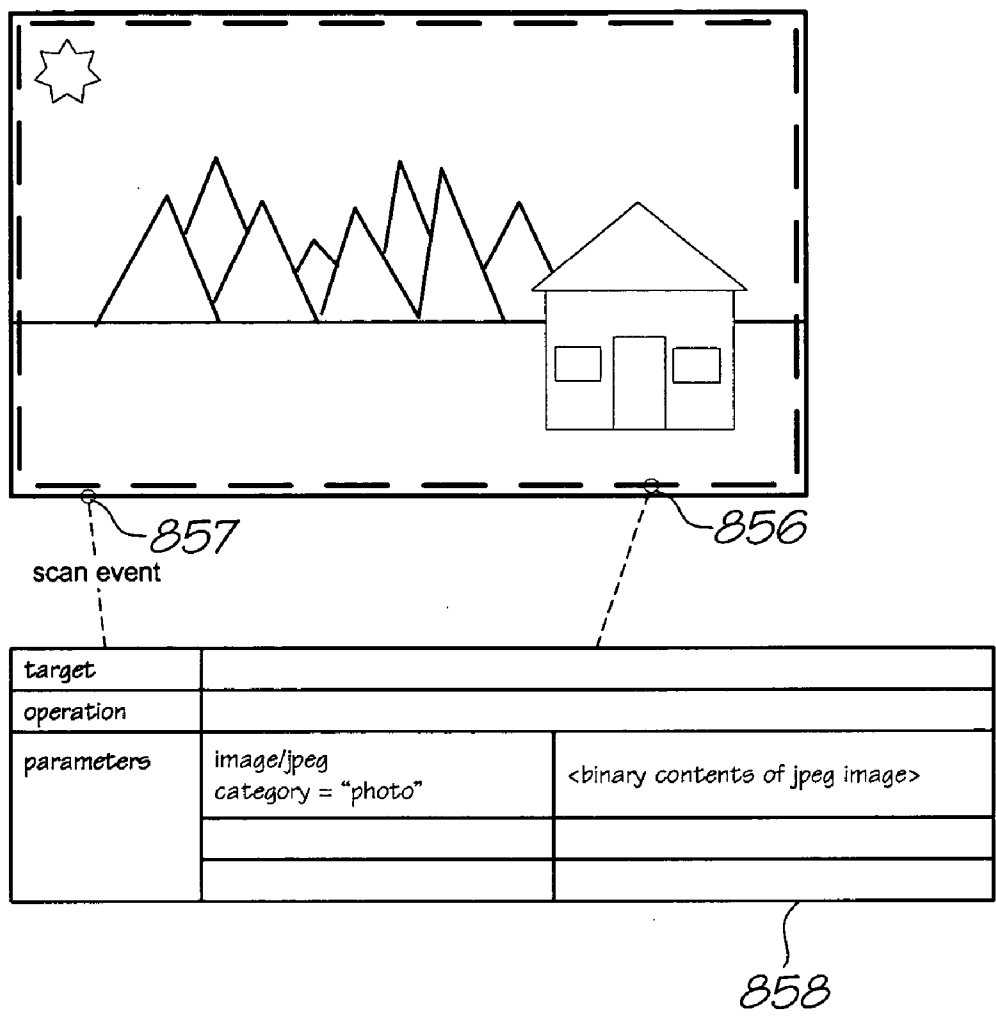 857
856
scan event
target
operation
parameters
image/jpeg
category = “photo”
<binary contents of jpeg image>
858